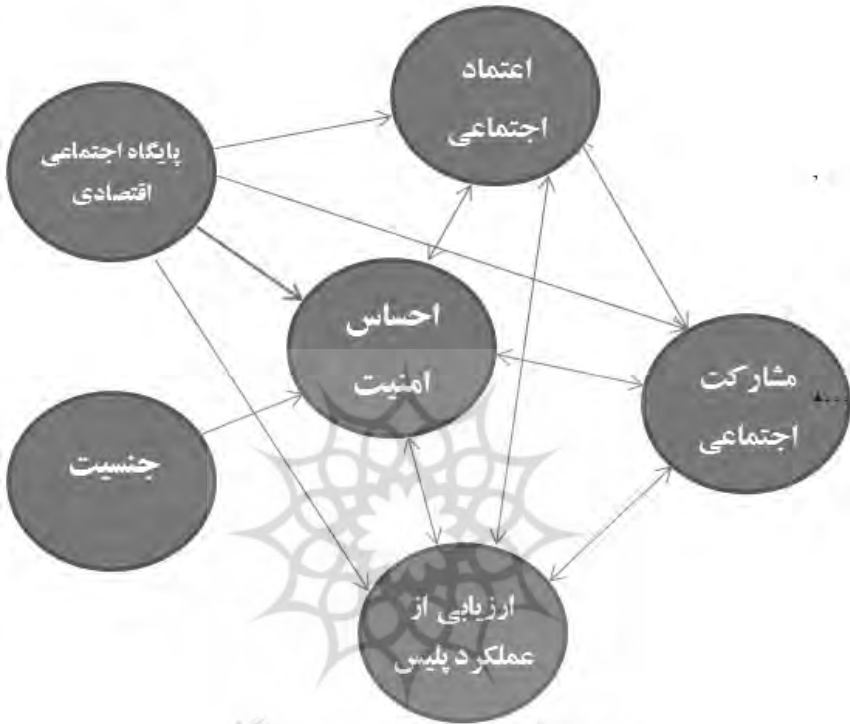 اعتماد
اجتماعی
پایگاه اجتماعی
اقتصادی
احساس
امنیت
مشارکت
اجتماعی
جنسیت
ارزیابی از
عملکرد پلیس